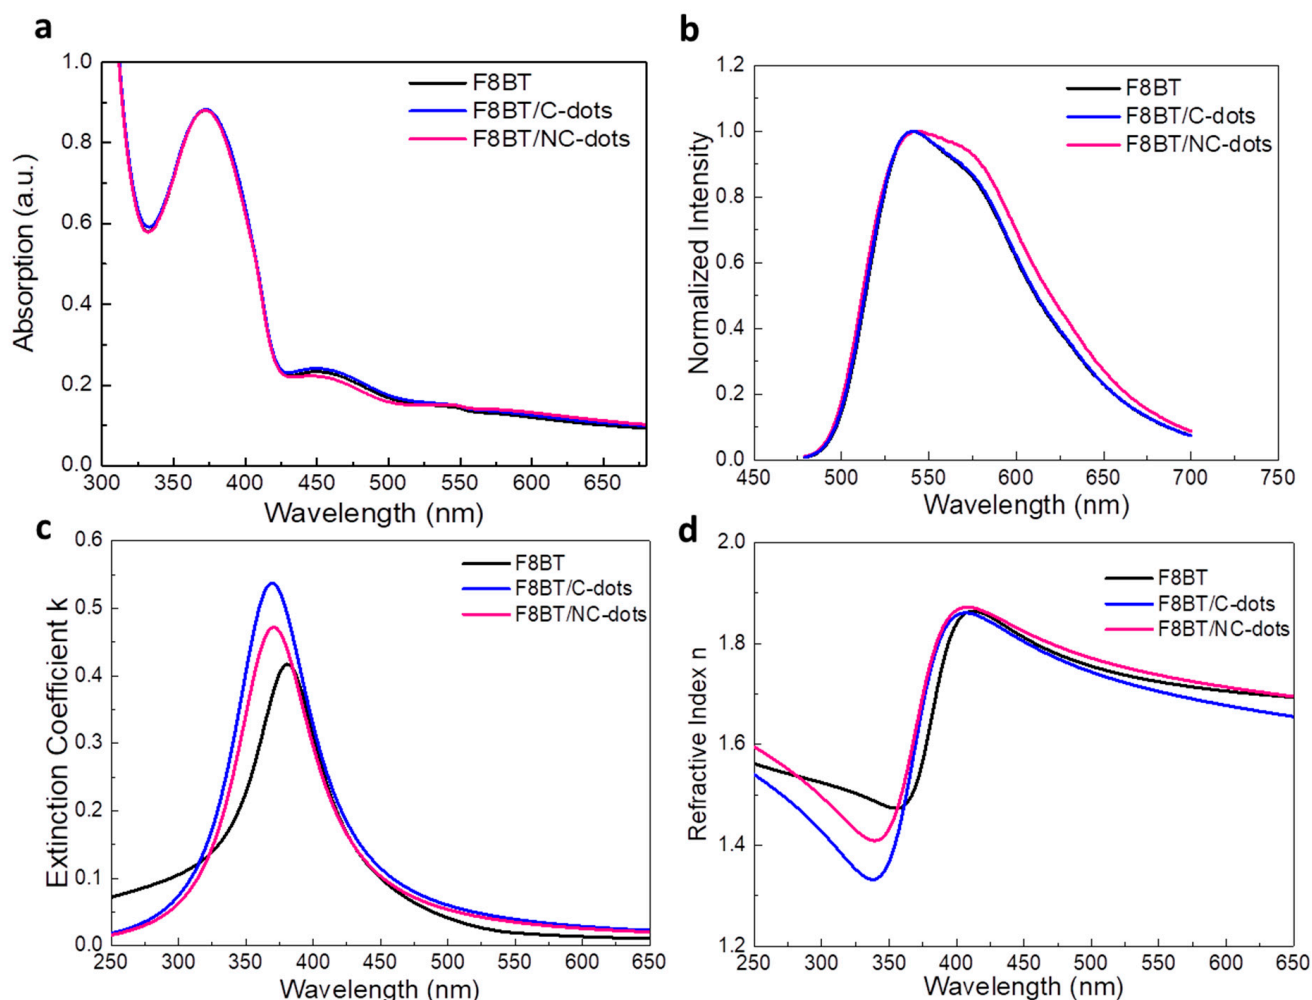 a
1.0
0.8
0.6
0.4
0.2
0.0
Absorption (a.u.)
F8BT
F8BT/C-dots
F8BT/NC-dots
300 350 400 450 500 550 600 650
Wavelength (nm)
b
1.2
1.0
0.8
0.6
0.4
0.2
0.0
Normalized Intensity
F8BT
F8BT/C-dots
F8BT/NC-dots
450 500 550 600 650 700 750
Wavelength (nm)
c
0.6
0.5
0.4
0.3
0.2
0.1
0.0
Extinction Coefficient k
F8BT
F8BT/C-dots
F8BT/NC-dots
250 300 350 400 450 500 550 600 650
Wavelength (nm)
d
2.0
1.8
1.6
1.4
1.2
Refractive Index n
F8BT
F8BT/C-dots
F8BT/NC-dots
250 300 350 400 450 500 550 600 650
Wavelength (nm)